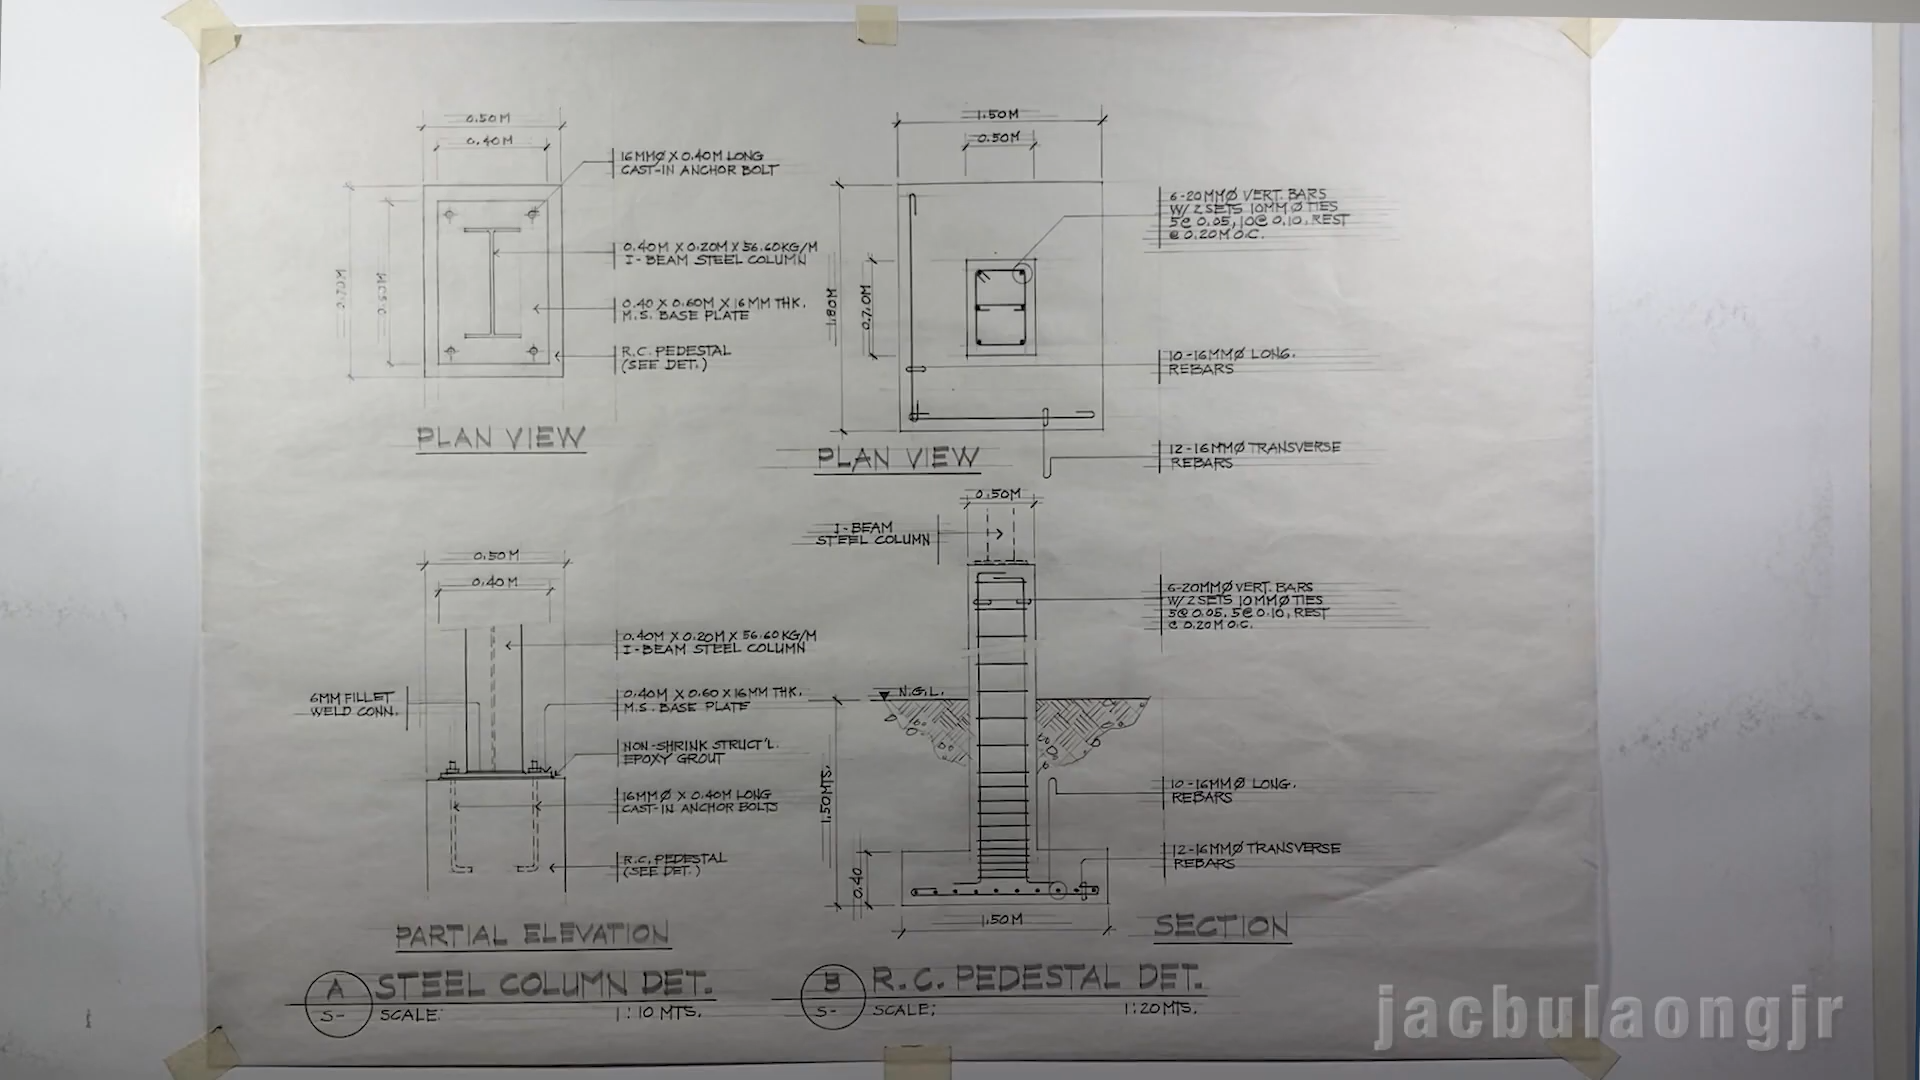 0.50M
0.40M
16MMØ X 0.40M LONG
CAST-IN ANCHOR BOLT
0.40M X 0.20M X 56.60KG/M
I-BEAM STEEL COLUMN
0.40 X 0.60M X 16MM THK.
M.S. BASE PLATE
R.C. PEDESTAL
(SEE DET.)
0.70M
PLAN VIEW
1.50M
0.50M
6-20MMØ VERT. BARS
W/ 2 SETS 10MM Ø TIES
5@ 0.05, 10@ 0.10, REST
@ 0.20M O.C.
1.80M
0.70M
10-16MMØ LONG.
REBARS
12-16MMØ TRANSVERSE
REBARS
PLAN VIEW
0.50M
0.40M
0.40M X 0.20M X 56.60KG/M
I-BEAM STEEL COLUMN
6MM FILLET
WELD CONN.
0.40M X 0.60 X 16MM THK.
M.S. BASE PLATE
NON-SHRINK STRUCT'L.
EPOXY GROUT
16MMØ X 0.40M LONG
CAST-IN ANCHOR BOLTS
R.C. PEDESTAL
(SEE DET.)
PARTIAL ELEVATION
0.50M
I-BEAM
STEEL COLUMN
6-20MMØ VERT. BARS
W/ 2 SETS 10MMØ TIES
5@ 0.05, 5@ 0.10, REST
@ 0.20M O.C.
N.G.L.
1.50MTS.
0.40
10-16MMØ LONG.
REBARS
12-16MMØ TRANSVERSE
REBARS
1.50M
SECTION
A
S-
STEEL COLUMN DET.
SCALE: 1:10 MTS.
B
S-
R.C. PEDESTAL DET.
SCALE: 1:20 MTS.
jacbulaongjr